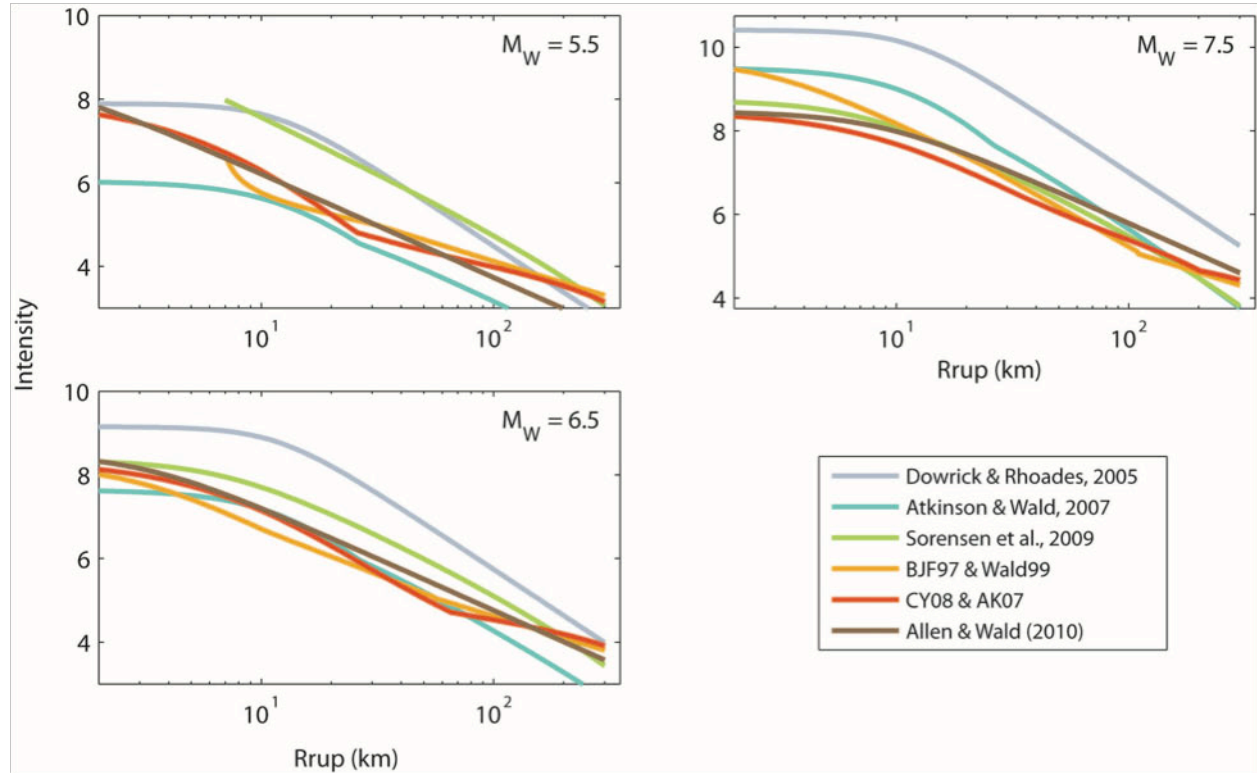 M_W = 5.5
10
8
6
4
10^1
10^2
M_W = 7.5
10
8
6
4
10^1
10^2
Rrup (km)
Intensity
M_W = 6.5
10
8
6
4
10^1
10^2
Rrup (km)
Dowrick & Rhoades, 2005
Atkinson & Wald, 2007
Sorensen et al., 2009
BJF97 & Wald99
CY08 & AK07
Allen & Wald (2010)